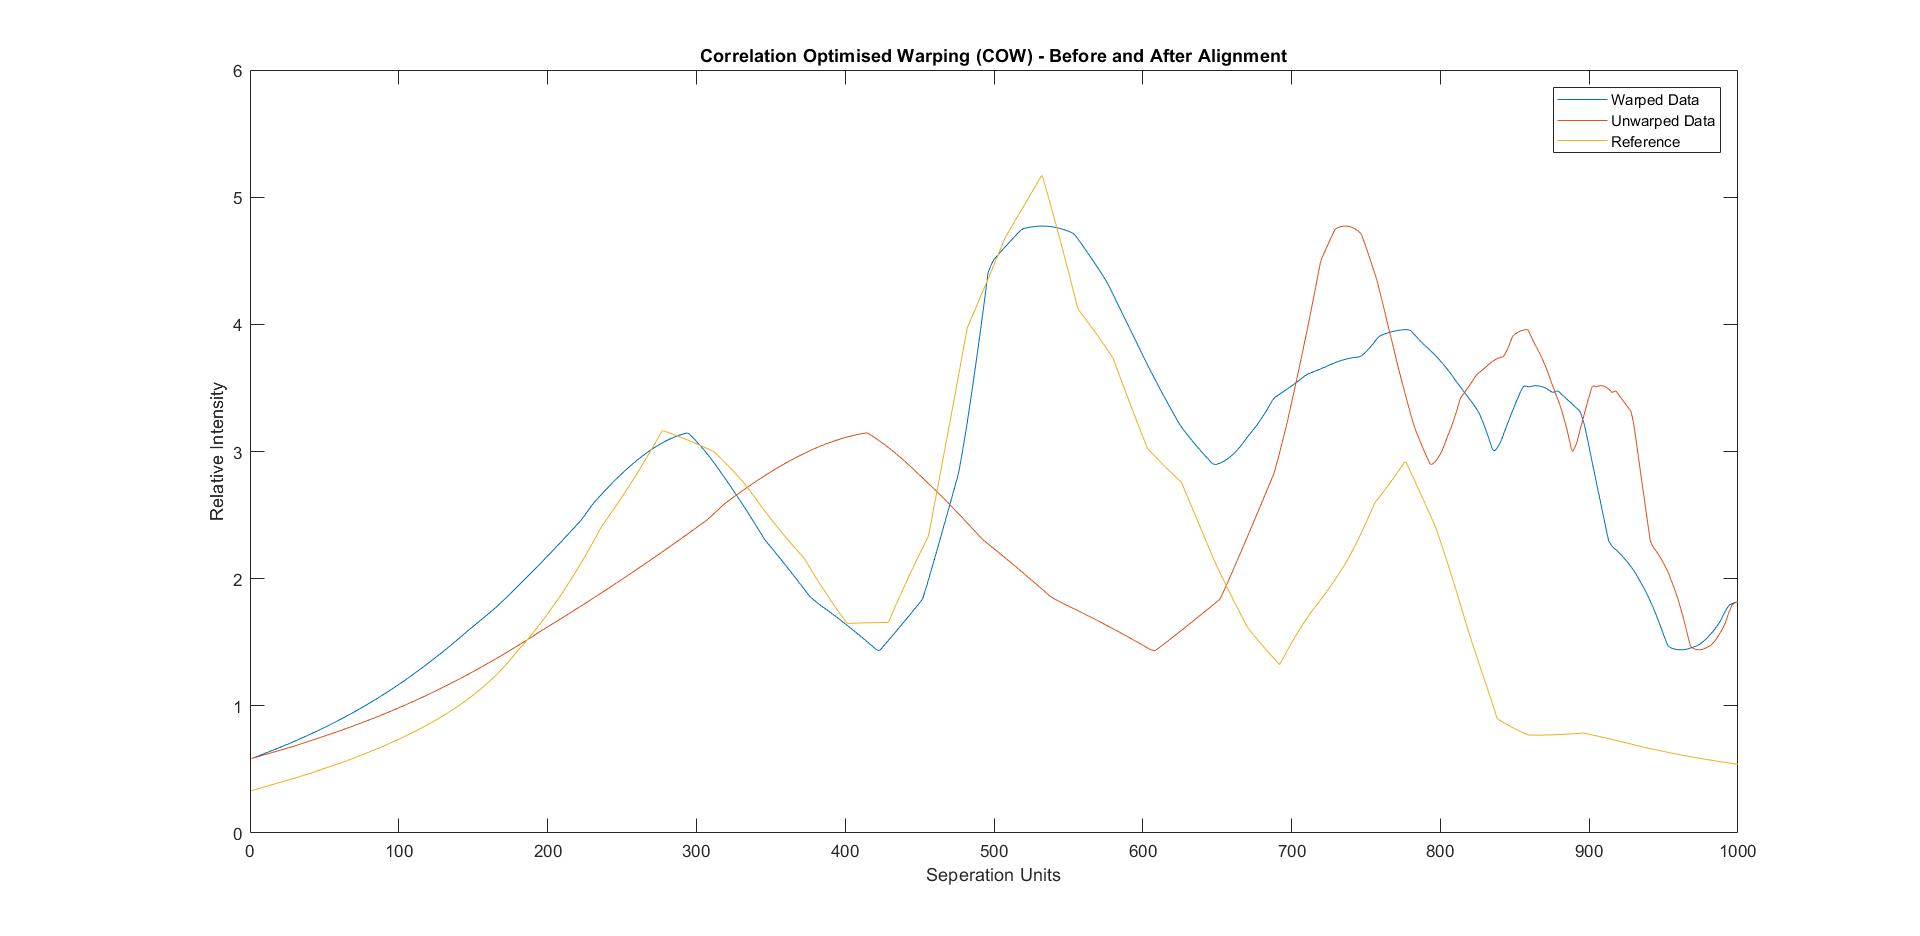 Correlation Optimised Warping (COW) - Before and After Alignment
Warped Data
Unwarped Data
Reference
Relative Intensity
6
5
4
3
2
1
0
0 100 200 300 400 500 600 700 800 900 1000
Seperation Units